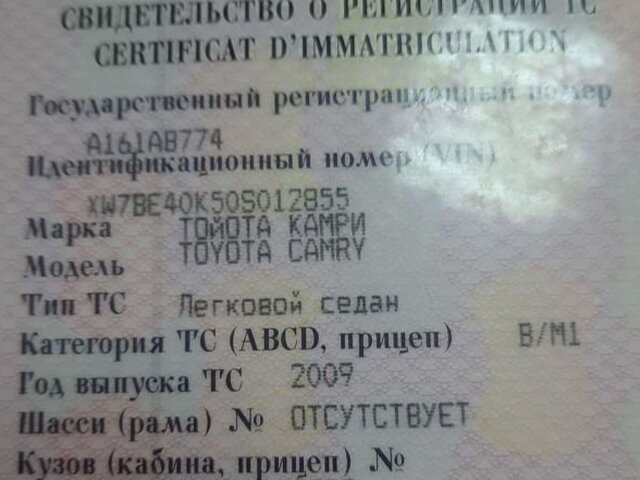 СВИДЕТЕЛЬСТВО О РЕГИСТРАЦИИ ТС
CERTIFICAT D'IMMATRICULATION
Государственный регистрационный номер
А161АВ774
Идентификационный номер (VIN)
XW7BE40K50S012855
Марка ТОЙОТА КАМРИ
Модель TOYOTA CAMRY
Тип ТС Легковой седан
Категория ТС (ABCD, прицеп) B/M1
Год выпуска ТС 2009
Шасси (рама) № ОТСУТСТВУЕТ
Кузов (кабина, прицеп) №